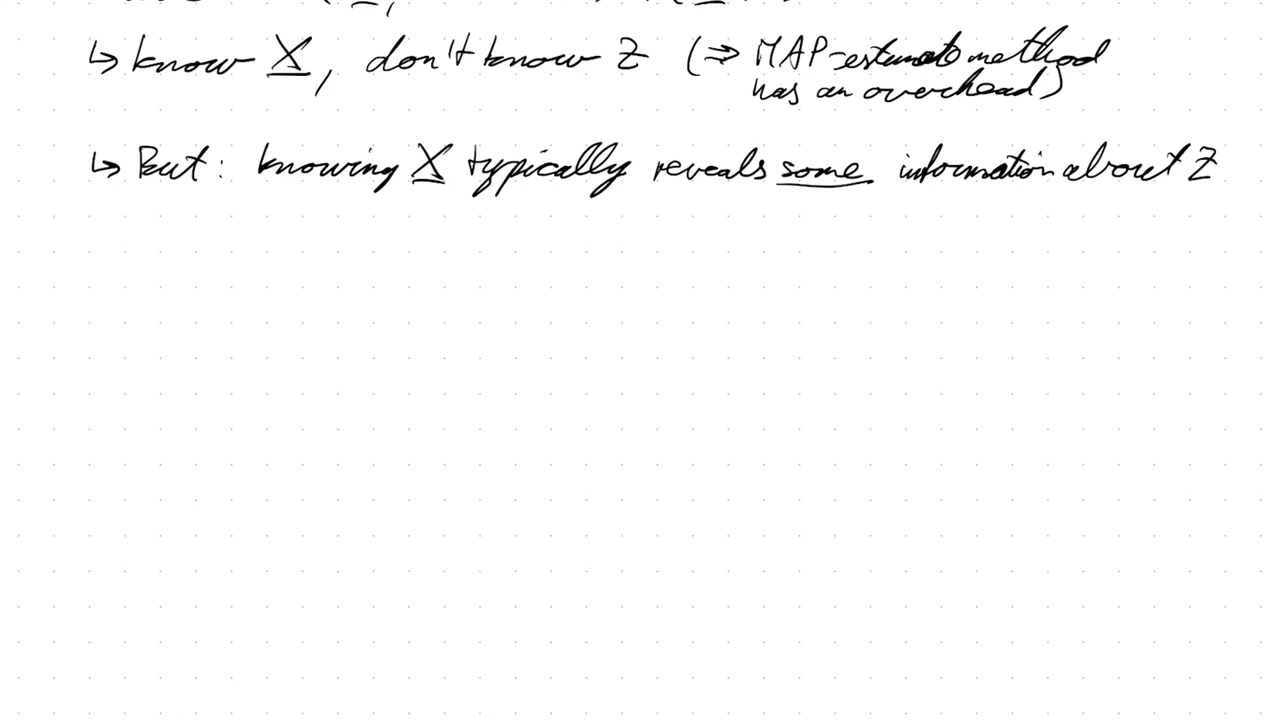 ↳ know X, don't know Z (⇒ MAP-estimate method
has an overhead)
↳ But: knowing X typically reveals some information about Z